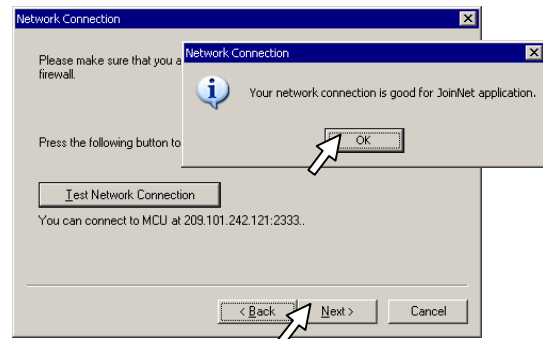 Network Connection
Please make sure that you a
firewall.
Network Connection
Your network connection is good for JoinNet application.
OK
Press the following button to
Test Network Connection
You can connect to MCU at 209.101.242.121:2333..
< Back
Next >
Cancel